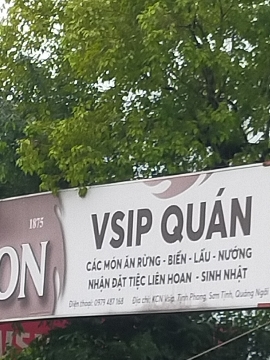 1875
ON
VSIP QUÁN
CÁC MÓN ĂN RỪNG - BIỂN - LẨU - NƯỚNG
NHẬN ĐẶT TIỆC LIÊN HOAN - SINH NHẬT
Điện thoại: 0979 487 168 Địa chỉ: KCN Vsip, Tịnh Phong, Sơn Tịnh, Quảng Ngãi